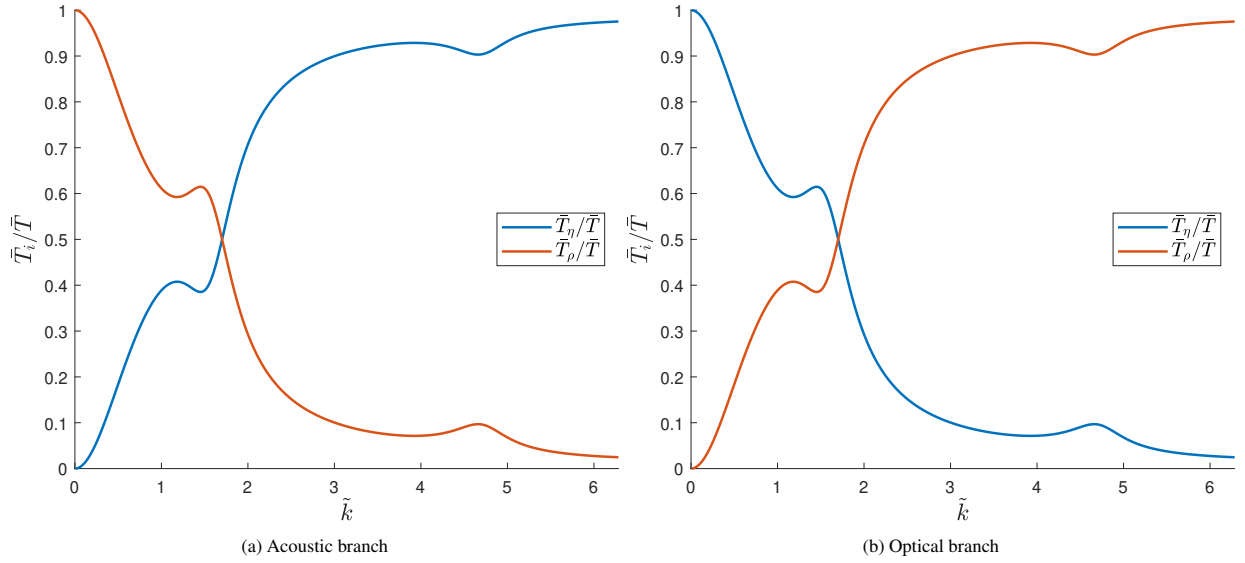 1
0.9
0.8
0.7
0.6
0.5
0.4
0.3
0.2
0.1
0
T̄_i/T̄
0 1 2 3 4 5 6
k̃
T̄_η/T̄
T̄_ρ/T̄
(a) Acoustic branch
1
0.9
0.8
0.7
0.6
0.5
0.4
0.3
0.2
0.1
0
T̄_i/T̄
0 1 2 3 4 5 6
k̃
T̄_η/T̄
T̄_ρ/T̄
(b) Optical branch